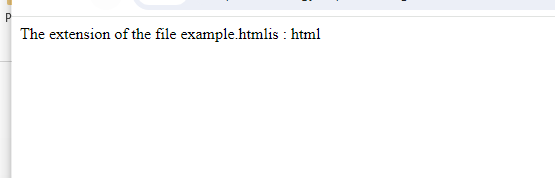 The extension of the file example.htmlis : html